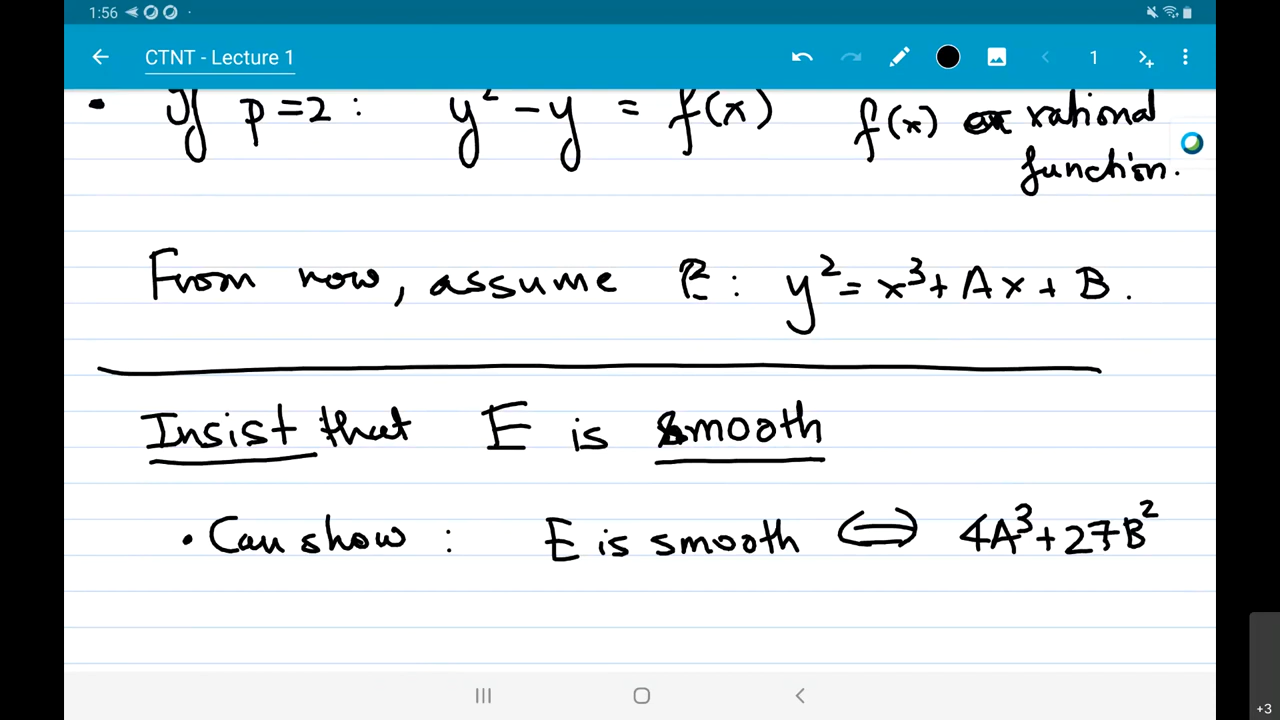 1:56
CTNT - Lecture 1
1
• If p=2: y² - y = f(x) f(x) rational
function.
From now, assume E: y² = x³ + Ax + B.
Insist that E is smooth
• Can show: E is smooth ⟺ 4A³+27B²
+3